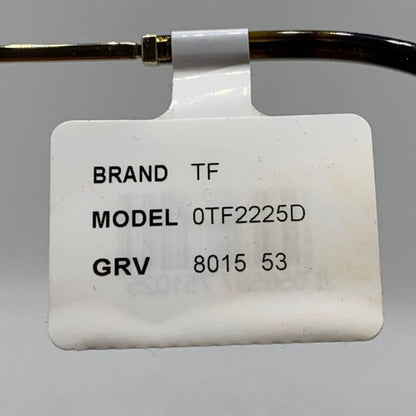 BRAND TF
MODEL 0TF2225D
GRV 8015 53